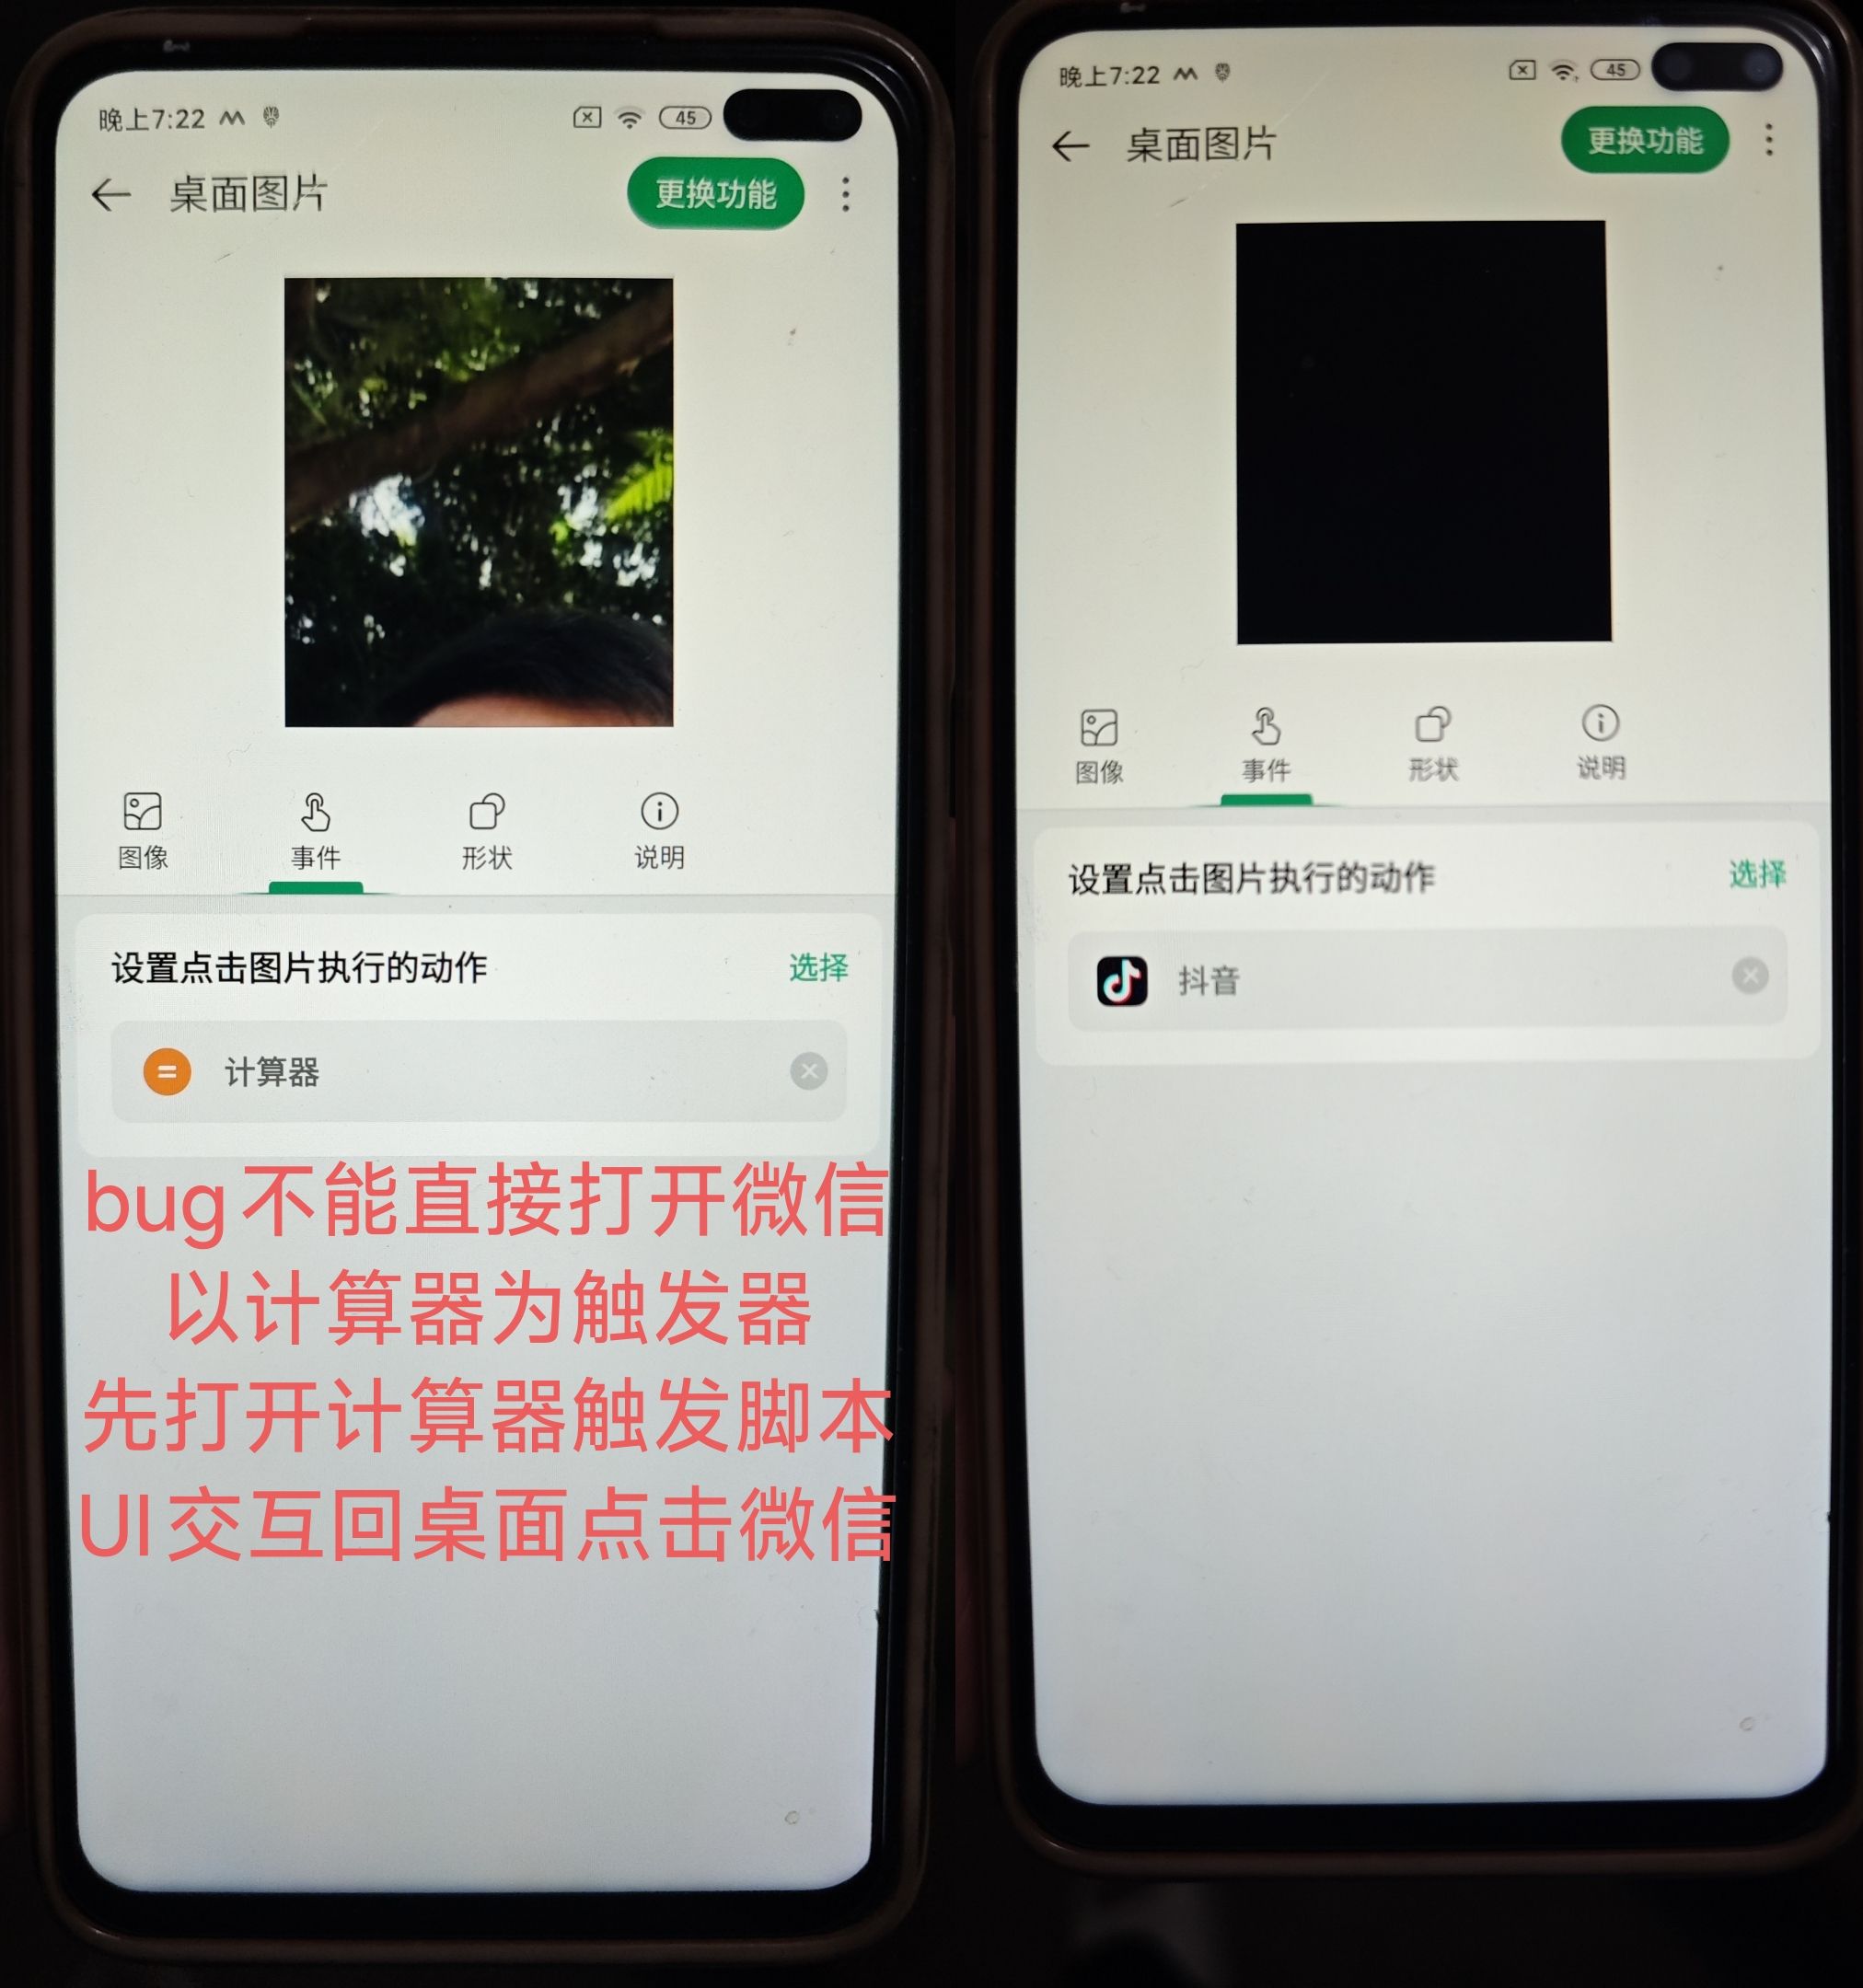 晚上7:22
45
桌面图片
更换功能
图像
事件
形状
说明
设置点击图片执行的动作
选择
计算器
bug不能直接打开微信
以计算器为触发器
先打开计算器触发脚本
UI交互回桌面点击微信
晚上7:22
45
桌面图片
更换功能
图像
事件
形状
说明
设置点击图片执行的动作
选择
抖音